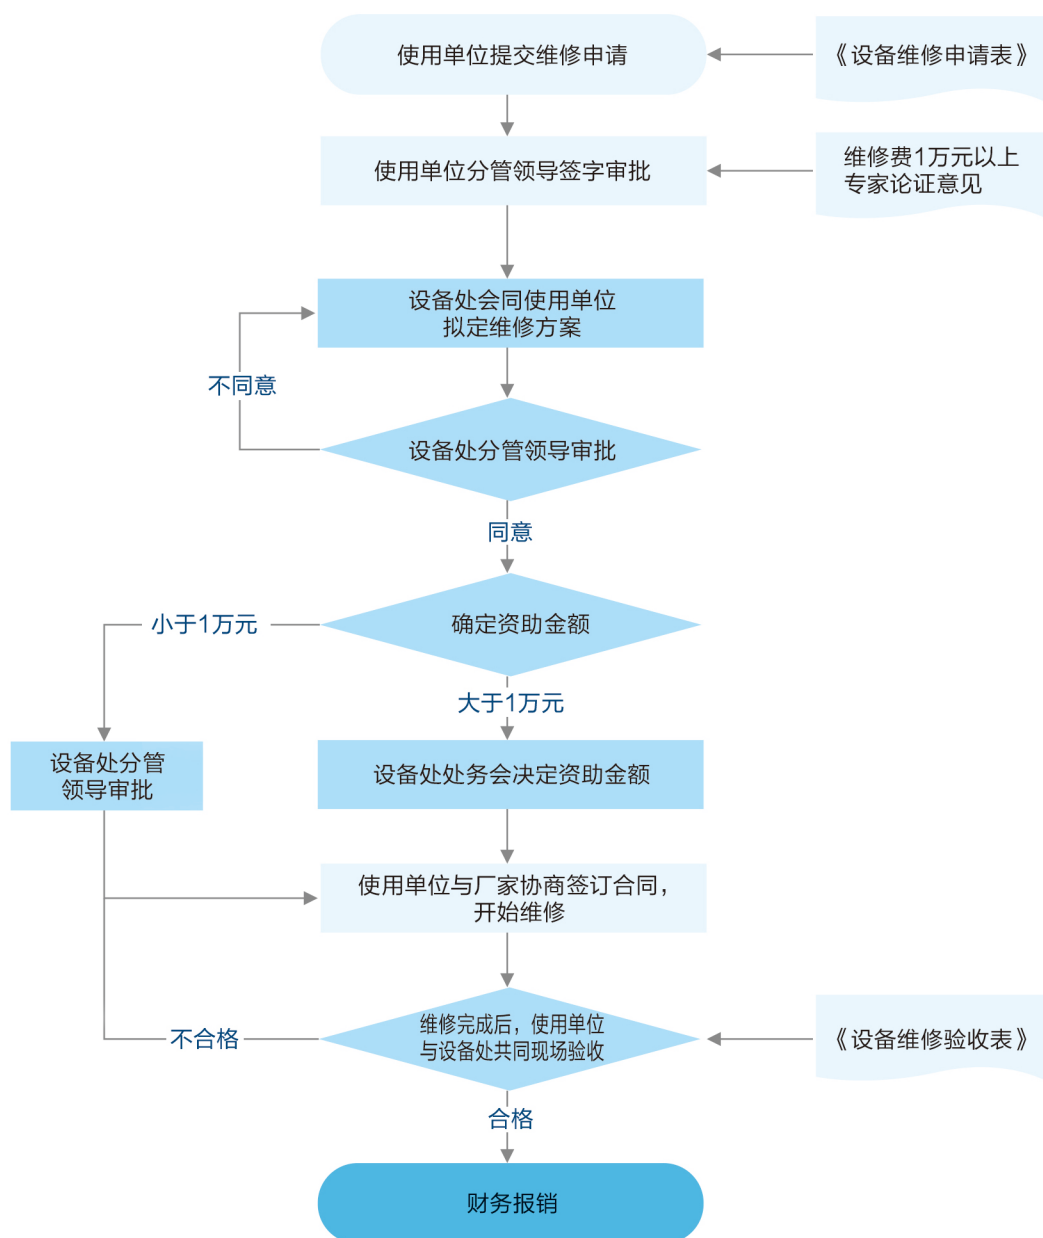 使用单位提交维修申请
《设备维修申请表》
使用单位分管领导签字审批
维修费1万元以上
专家论证意见
设备处会同使用单位
拟定维修方案
不同意
设备处分管领导审批
同意
确定资助金额
小于1万元
大于1万元
设备处分管
领导审批
设备处处务会决定资助金额
使用单位与厂家协商签订合同，
开始维修
维修完成后，使用单位
与设备处共同现场验收
《设备维修验收表》
不合格
合格
财务报销